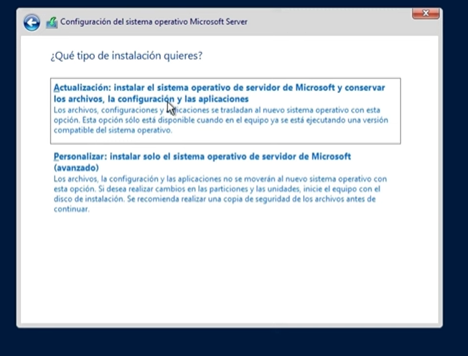 Configuración del sistema operativo Microsoft Server
¿Qué tipo de instalación quieres?
Actualización: instalar el sistema operativo de servidor de Microsoft y conservar
los archivos, la configuración y las aplicaciones
Los archivos, configuraciones y aplicaciones se trasladan al nuevo sistema operativo con esta
opción. Esta opción sólo está disponible cuando en el equipo ya se está ejecutando una versión
compatible del sistema operativo.
Personalizar: instalar solo el sistema operativo de servidor de Microsoft
(avanzado)
Los archivos, la configuración y las aplicaciones no se moverán al nuevo sistema operativo con
esta opción. Si desea realizar cambios en las particiones y las unidades, inicie el equipo con el
disco de instalación. Se recomienda realizar una copia de seguridad de los archivos antes de
continuar.